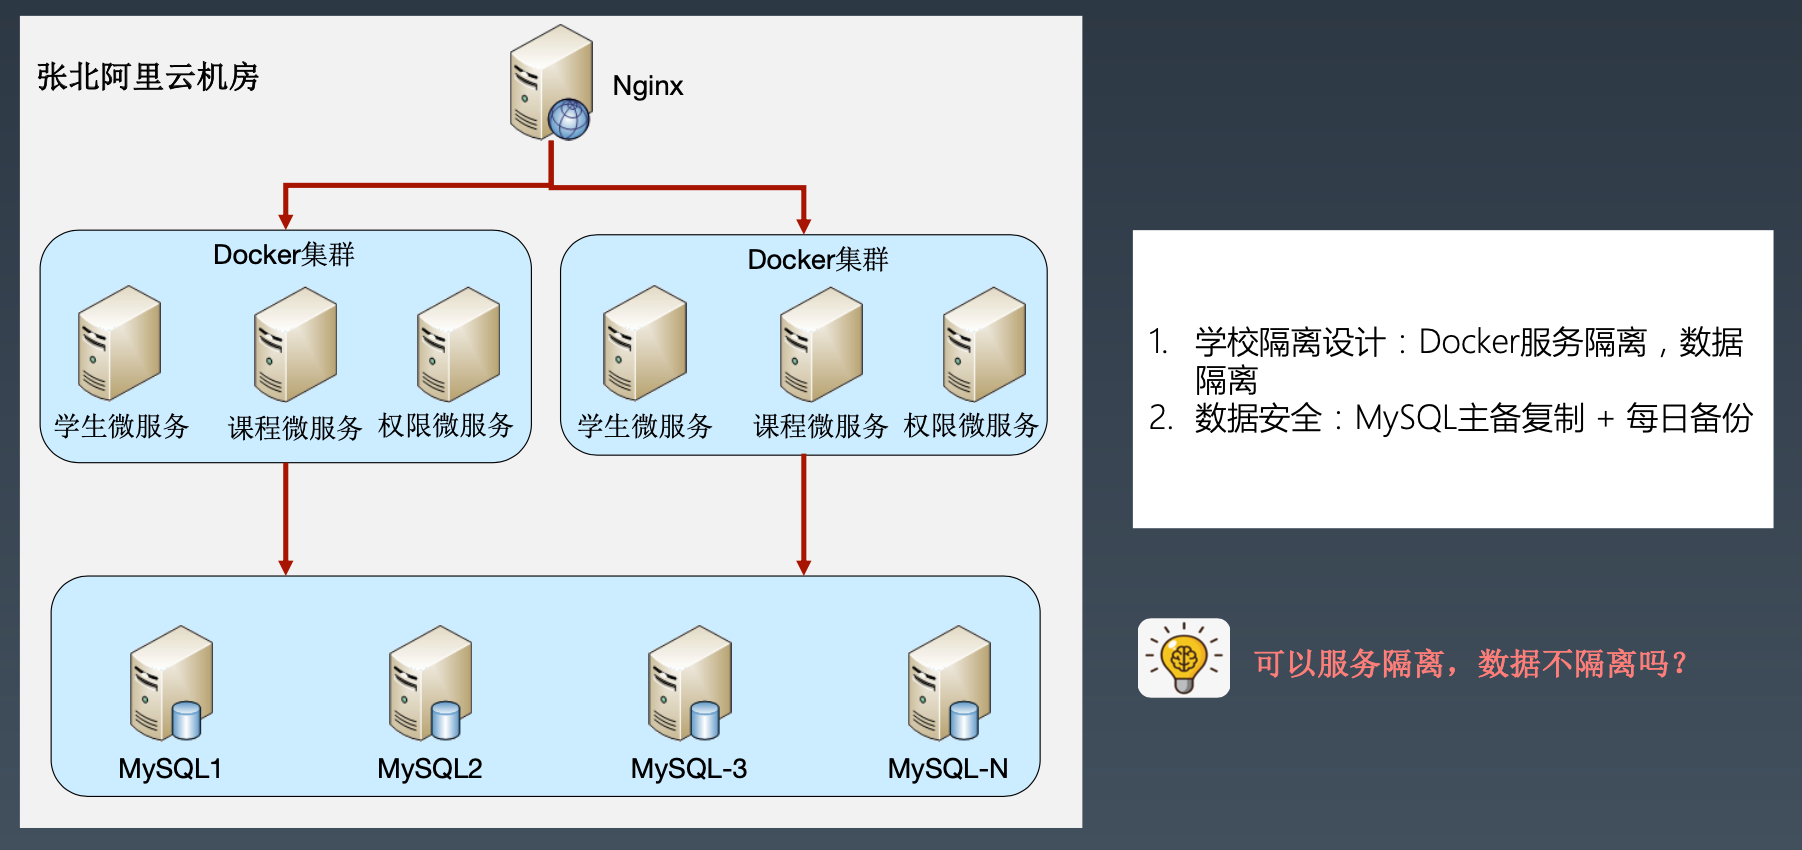 张北阿里云机房
Nginx
Docker集群
学生微服务
课程微服务
权限微服务
Docker集群
学生微服务
课程微服务
权限微服务
MySQL1
MySQL2
MySQL-3
MySQL-N
1. 学校隔离设计：Docker服务隔离，数据
隔离
2. 数据安全：MySQL主备复制 + 每日备份
可以服务隔离，数据不隔离吗？